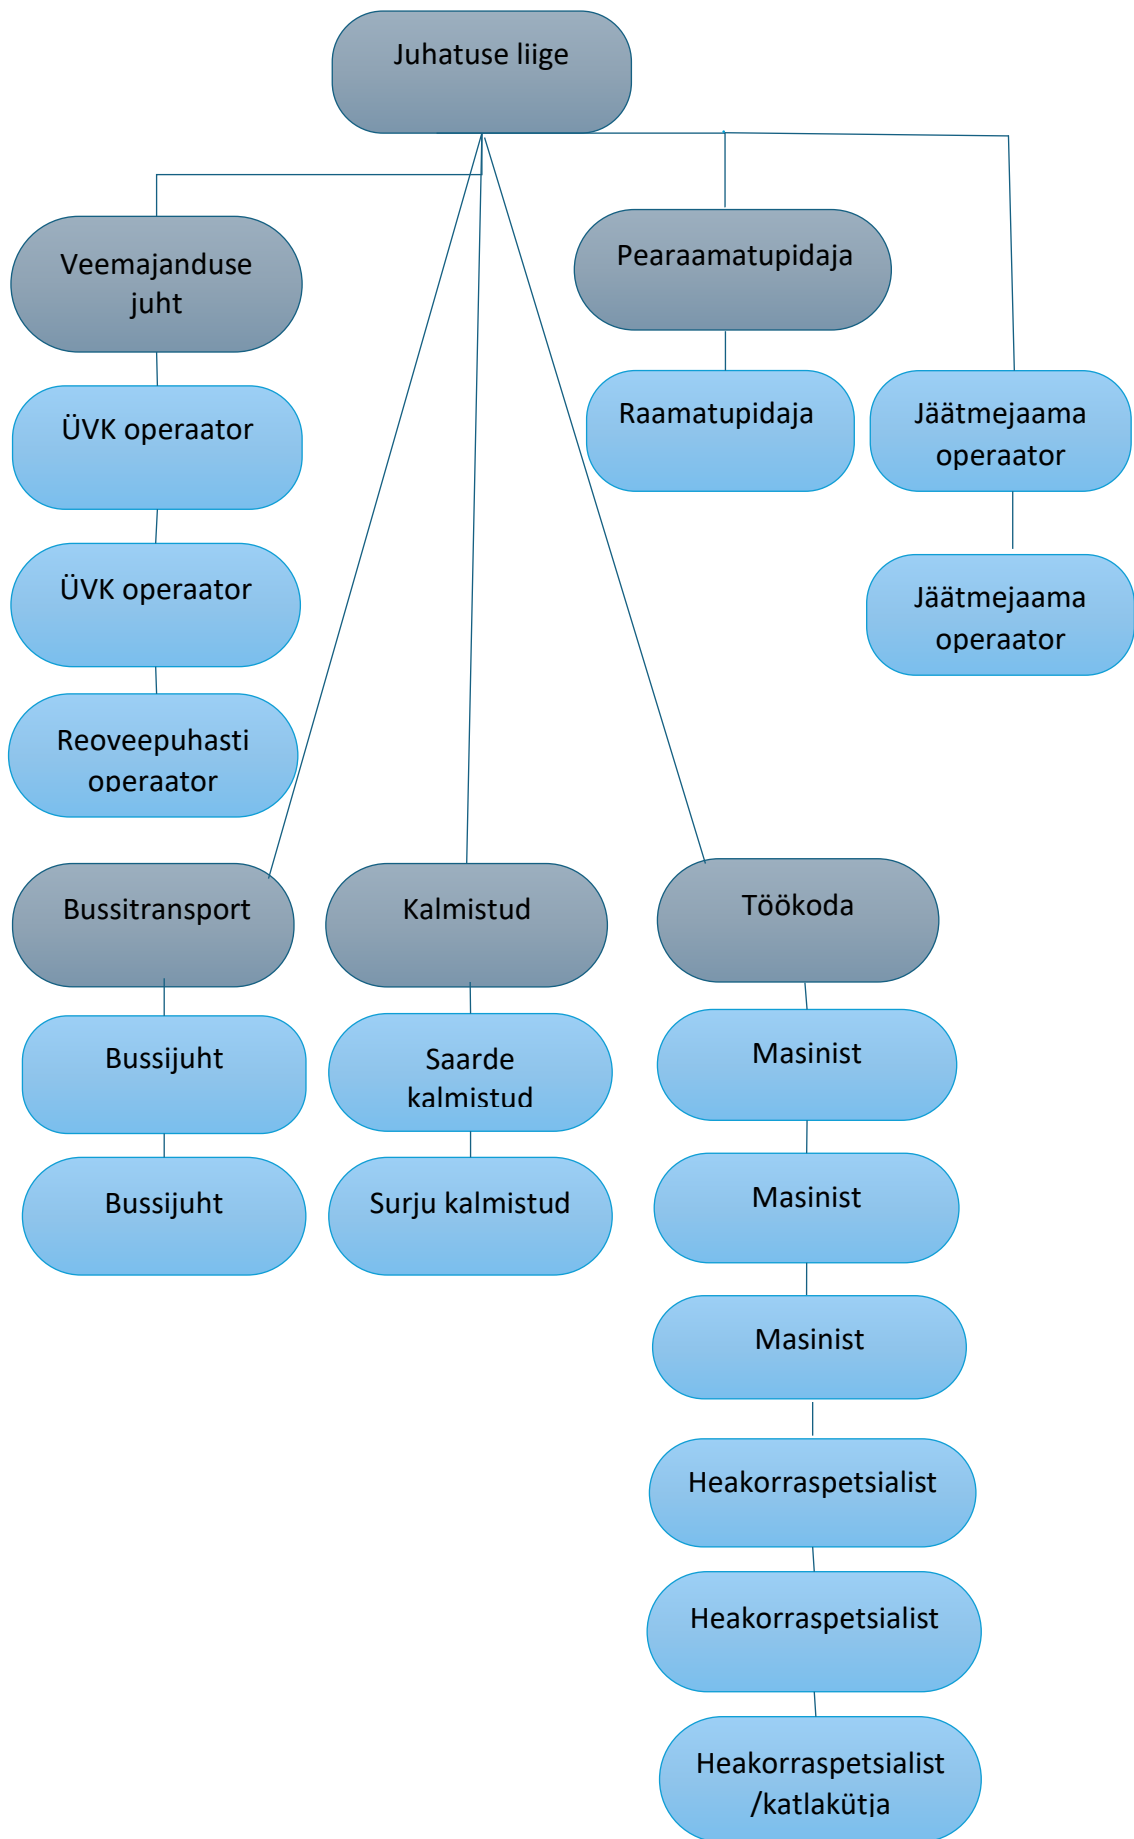 Juhatuse liige
Veemajanduse
juht
Pearaamatupidaja
ÜVK operaator
Raamatupidaja
Jäätmejaama
operaator
ÜVK operaator
Jäätmejaama
operaator
Reoveepuhasti
operaator
Bussitransport
Kalmistud
Töökoda
Bussijuht
Saarde
kalmistud
Masinist
Bussijuht
Surju kalmistud
Masinist
Masinist
Heakorraspetsialist
Heakorraspetsialist
Heakorraspetsialist
/katlakütja